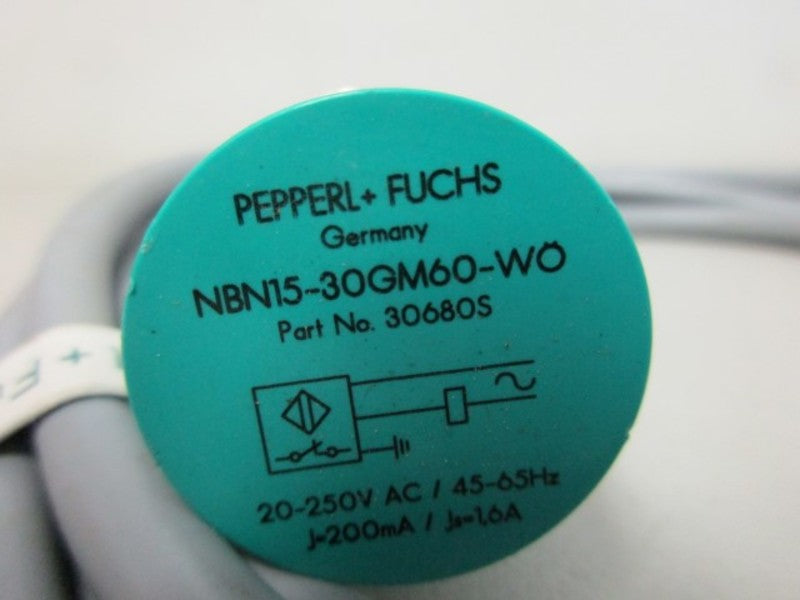 PEPPERL+ FUCHS
Germany
NBN15-30GM60-WÖ
Part No. 30680S
20-250V AC / 45-65Hz
J=200mA / Js=1,6A